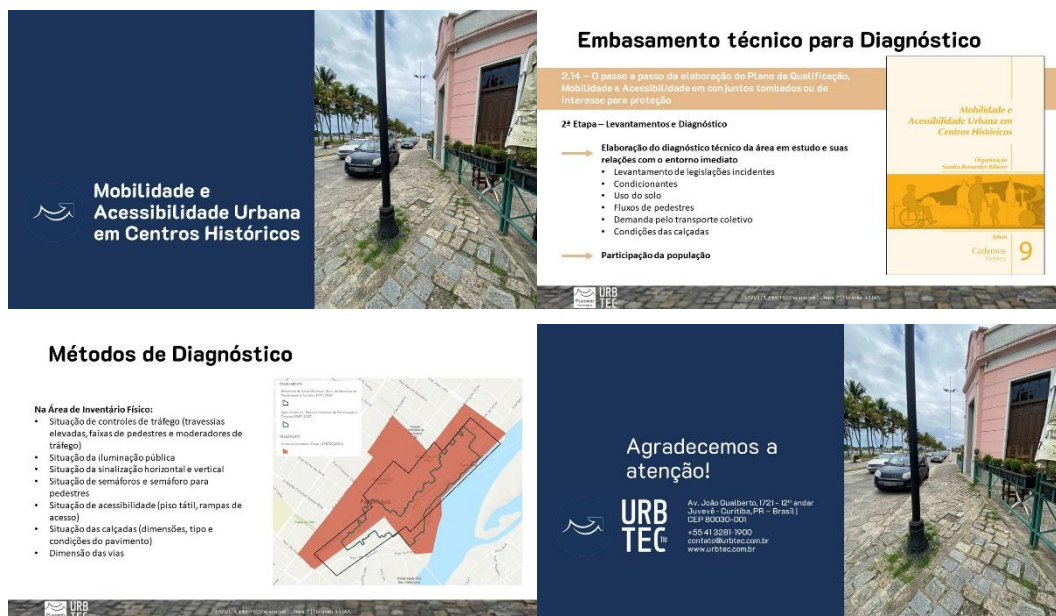 Mobilidade e
Acessibilidade Urbana
em Centros Históricos
Embasamento técnico para Diagnóstico
2.14 – O passo a passo da elaboração do Plano de Qualificação,
Mobilidade e Acessibilidade em conjuntos tombados ou de
interesse para proteção
2ª Etapa – Levantamentos e Diagnóstico
Elaboração do diagnóstico técnico da área em estudo e suas
relações com o entorno imediato
• Levantamento de legislações incidentes
• Condicionantes
• Uso do solo
• Fluxos de pedestres
• Demanda pelo transporte coletivo
• Condições das calçadas
Participação da população
Mobilidade e
Acessibilidade Urbana em
Centros Históricos
Organização
Sandra Bernardes Ribeiro
Iphan
Cadernos
Técnicos
9
URB
TEC
Métodos de Diagnóstico
Na Área de Inventário Físico:
• Situação de controles de tráfego (travessias
elevadas, faixas de pedestres e moderadores de
tráfego)
• Situação da iluminação pública
• Situação da sinalização horizontal e vertical
• Situação de semáforos e semáforo para
pedestres
• Situação de acessibilidade (piso tátil, rampas de
acesso)
• Situação das calçadas (dimensões, tipo e
condições do pavimento)
• Dimensão das vias
URB
TEC
Agradecemos a
atenção!
URB
TEC™
Av. João Gualberto, 1721 - 12º andar
Juvevê - Curitiba, PR – Brasil |
CEP 80030-001
+55 41 3281-1900
contato@urbtec.com.br
www.urbtec.com.br